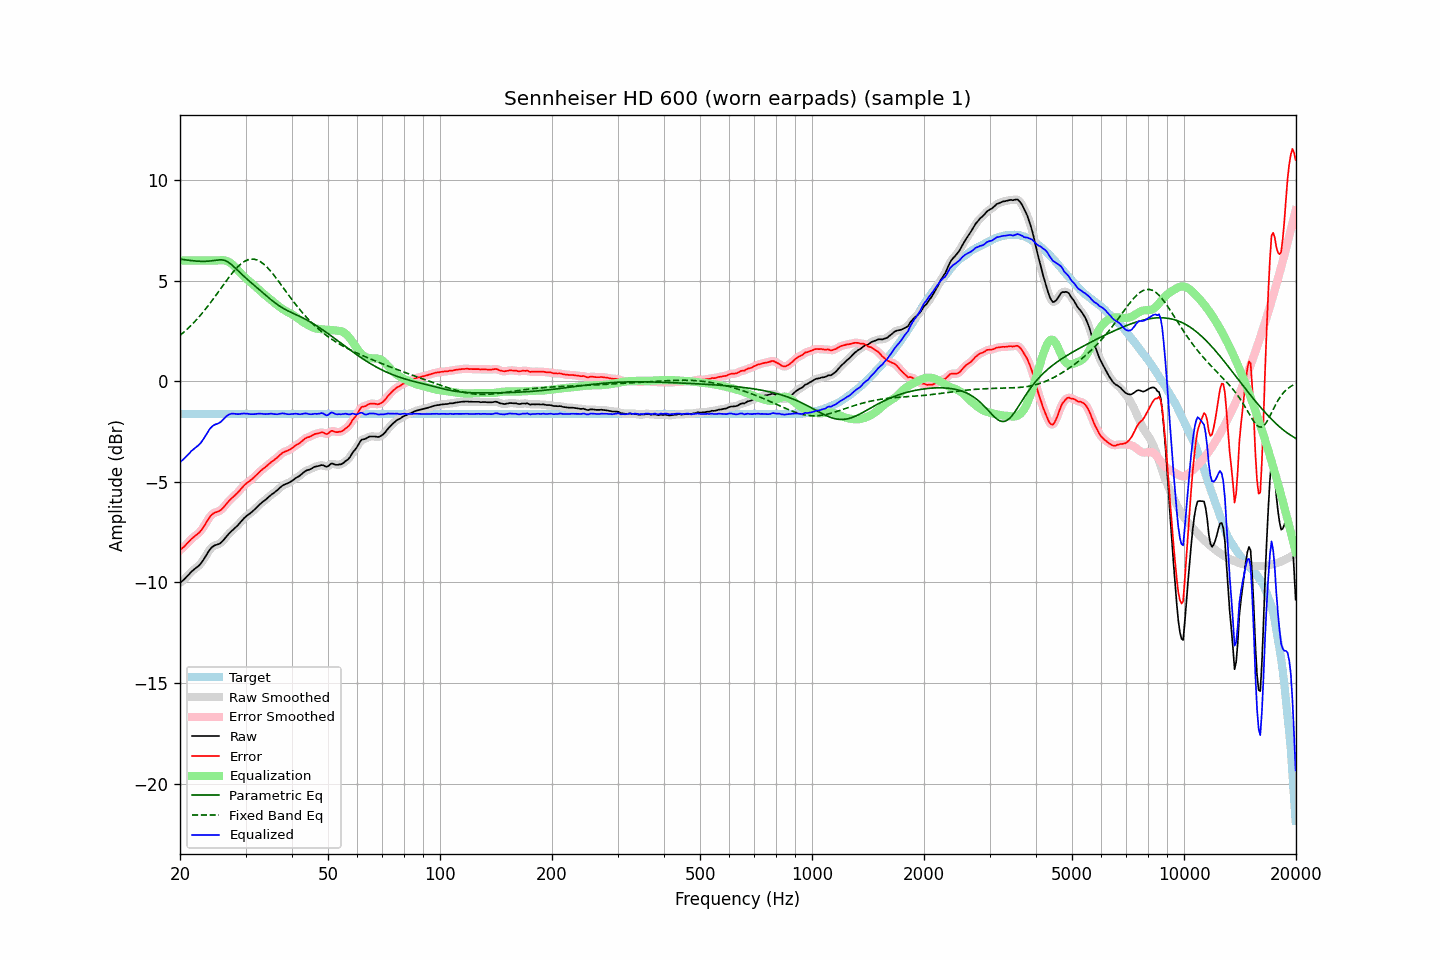 Sennheiser HD 600 (worn earpads) (sample 1)
10
5
0
−5
−10
−15
−20
Amplitude (dBr)
Target
Raw Smoothed
Error Smoothed
Raw
Error
Equalization
Parametric Eq
Fixed Band Eq
Equalized
20 50 100 200 500 1000 2000 5000 10000 20000
Frequency (Hz)